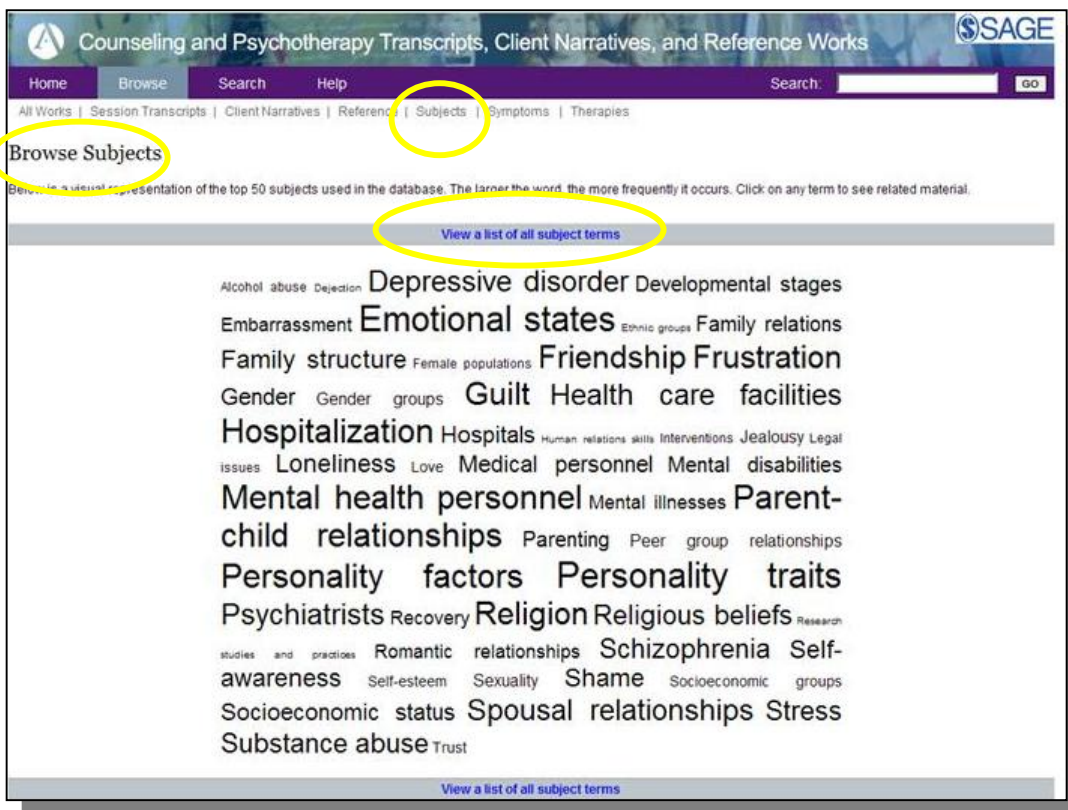 Counseling and Psychotherapy Transcripts, Client Narratives, and Reference Works
SAGE
Home Browse Search Help Search: GO
All Works | Session Transcripts | Client Narratives | Reference | Subjects | Symptoms | Therapies
Browse Subjects
Below is a visual representation of the top 50 subjects used in the database. The larger the word, the more frequently it occurs. Click on any term to see related material.
View a list of all subject terms
Alcohol abuse Dejection Depressive disorder Developmental stages
Embarrassment Emotional states Ethnic groups Family relations
Family structure Female populations Friendship Frustration
Gender Gender groups Guilt Health care facilities
Hospitalization Hospitals Human relations skills Interventions Jealousy Legal
issues Loneliness Love Medical personnel Mental disabilities
Mental health personnel Mental illnesses Parent-
child relationships Parenting Peer group relationships
Personality factors Personality traits
Psychiatrists Recovery Religion Religious beliefs Research
studies and practices Romantic relationships Schizophrenia Self-
awareness Self-esteem Sexuality Shame Socioeconomic groups
Socioeconomic status Spousal relationships Stress
Substance abuse Trust
View a list of all subject terms